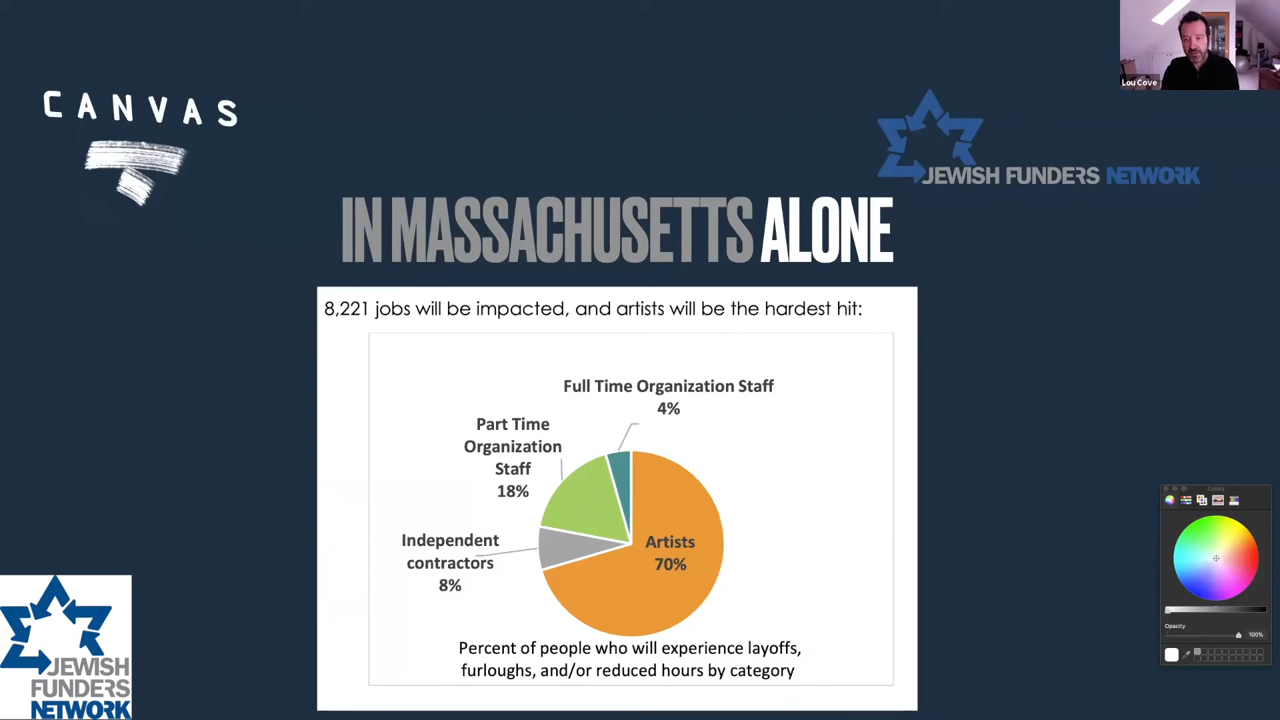 Lou Cove
CANVAS
JEWISH FUNDERS NETWORK
IN MASSACHUSETTS ALONE
8,221 jobs will be impacted, and artists will be the hardest hit:
Full Time Organization Staff
4%
Part Time
Organization
Staff
18%
Independent
contractors
8%
Artists
70%
Percent of people who will experience layoffs,
furloughs, and/or reduced hours by category
Colors
Opacity
100%
JEWISH
FUNDERS
NETWORK